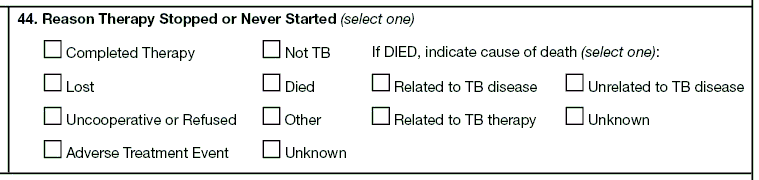 44. Reason Therapy Stopped or Never Started (select one)
Completed Therapy Not TB If DIED, indicate cause of death (select one):
Lost Died Related to TB disease Unrelated to TB disease
Uncooperative or Refused Other Related to TB therapy Unknown
Adverse Treatment Event Unknown